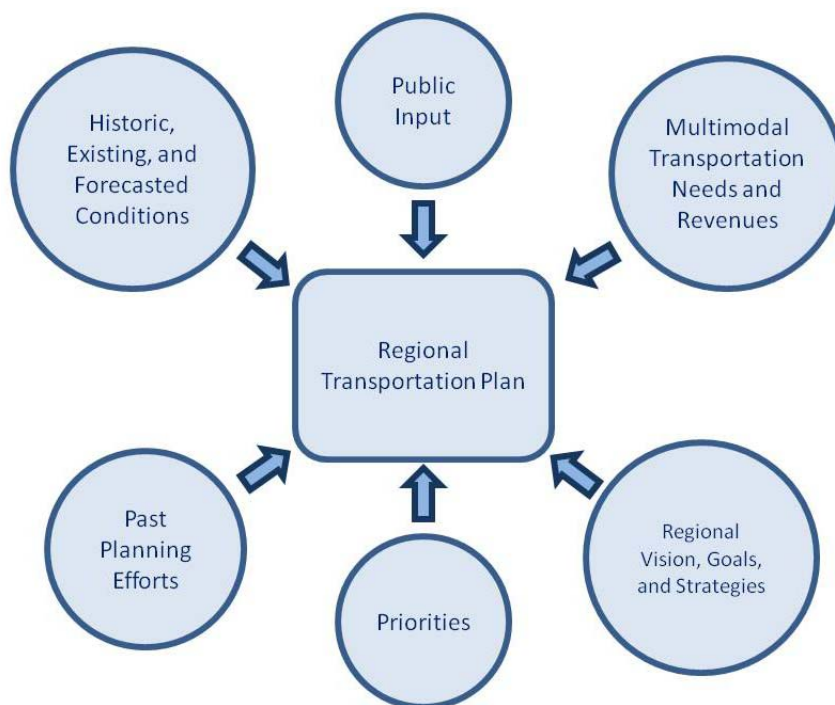 Historic,
Existing, and
Forecasted
Conditions
Public
Input
Multimodal
Transportation
Needs and
Revenues
Regional
Transportation Plan
Past
Planning
Efforts
Priorities
Regional
Vision, Goals,
and Strategies